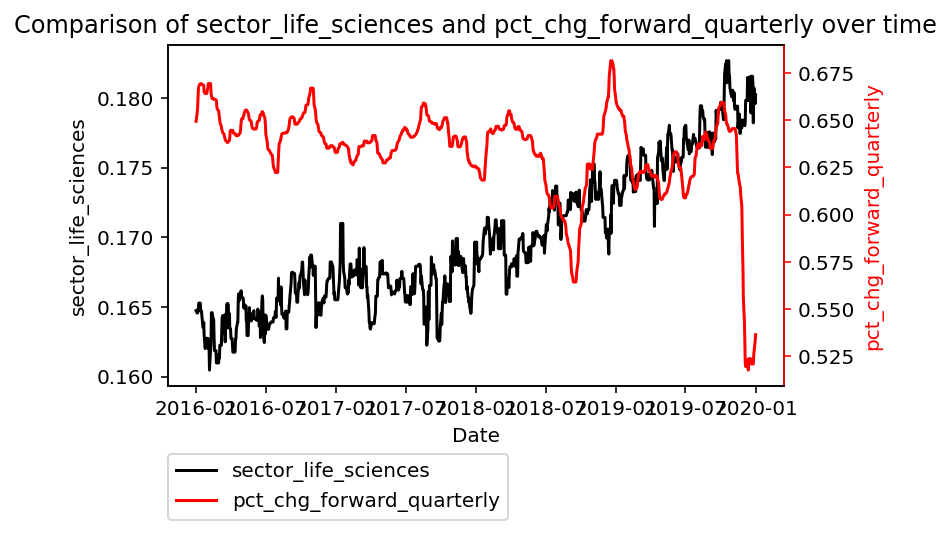 Comparison of sector_life_sciences and pct_chg_forward_quarterly over time
sector_life_sciences
0.180
0.175
0.170
0.165
0.160
0.675
0.650
0.625
0.600
0.575
0.550
0.525
pct_chg_forward_quarterly
2016-01 2016-07 2017-01 2017-07 2018-01 2018-07 2019-01 2019-07 2020-01
Date
sector_life_sciences
pct_chg_forward_quarterly